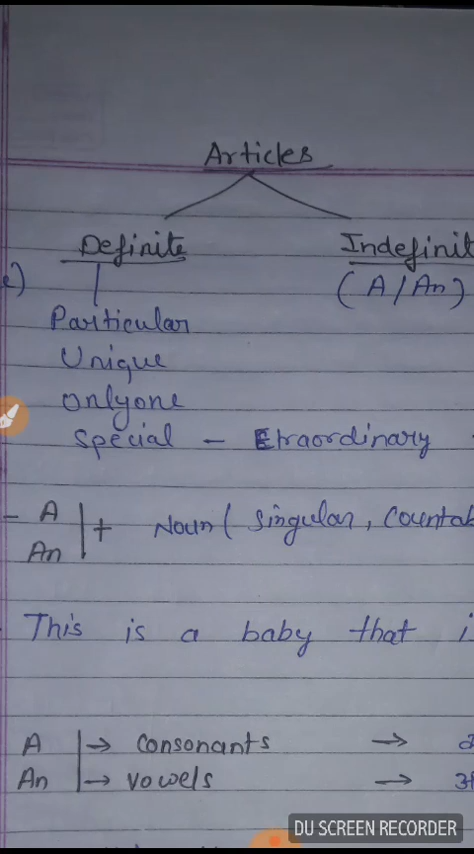 Articles
Definite Indefinit
e) (A/An)
Particular
Unique
onlyone
special - Etraordinary
- A
An + Noun ( Singular, Countab
This is a baby that i
A → consonants →
An → vowels →
DU SCREEN RECORDER